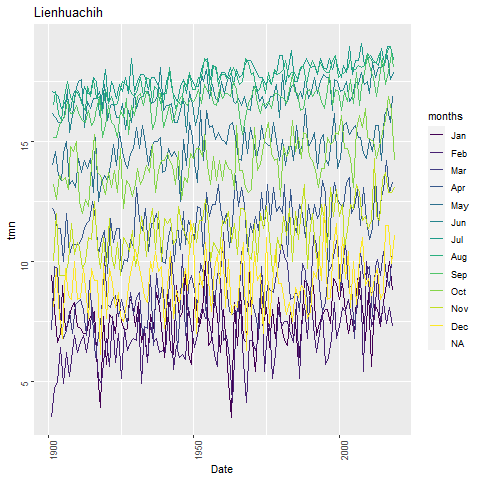 Lienhuachih
tmn
15
10
5
1900
1950
2000
Date
months
Jan
Feb
Mar
Apr
May
Jun
Jul
Aug
Sep
Oct
Nov
Dec
NA